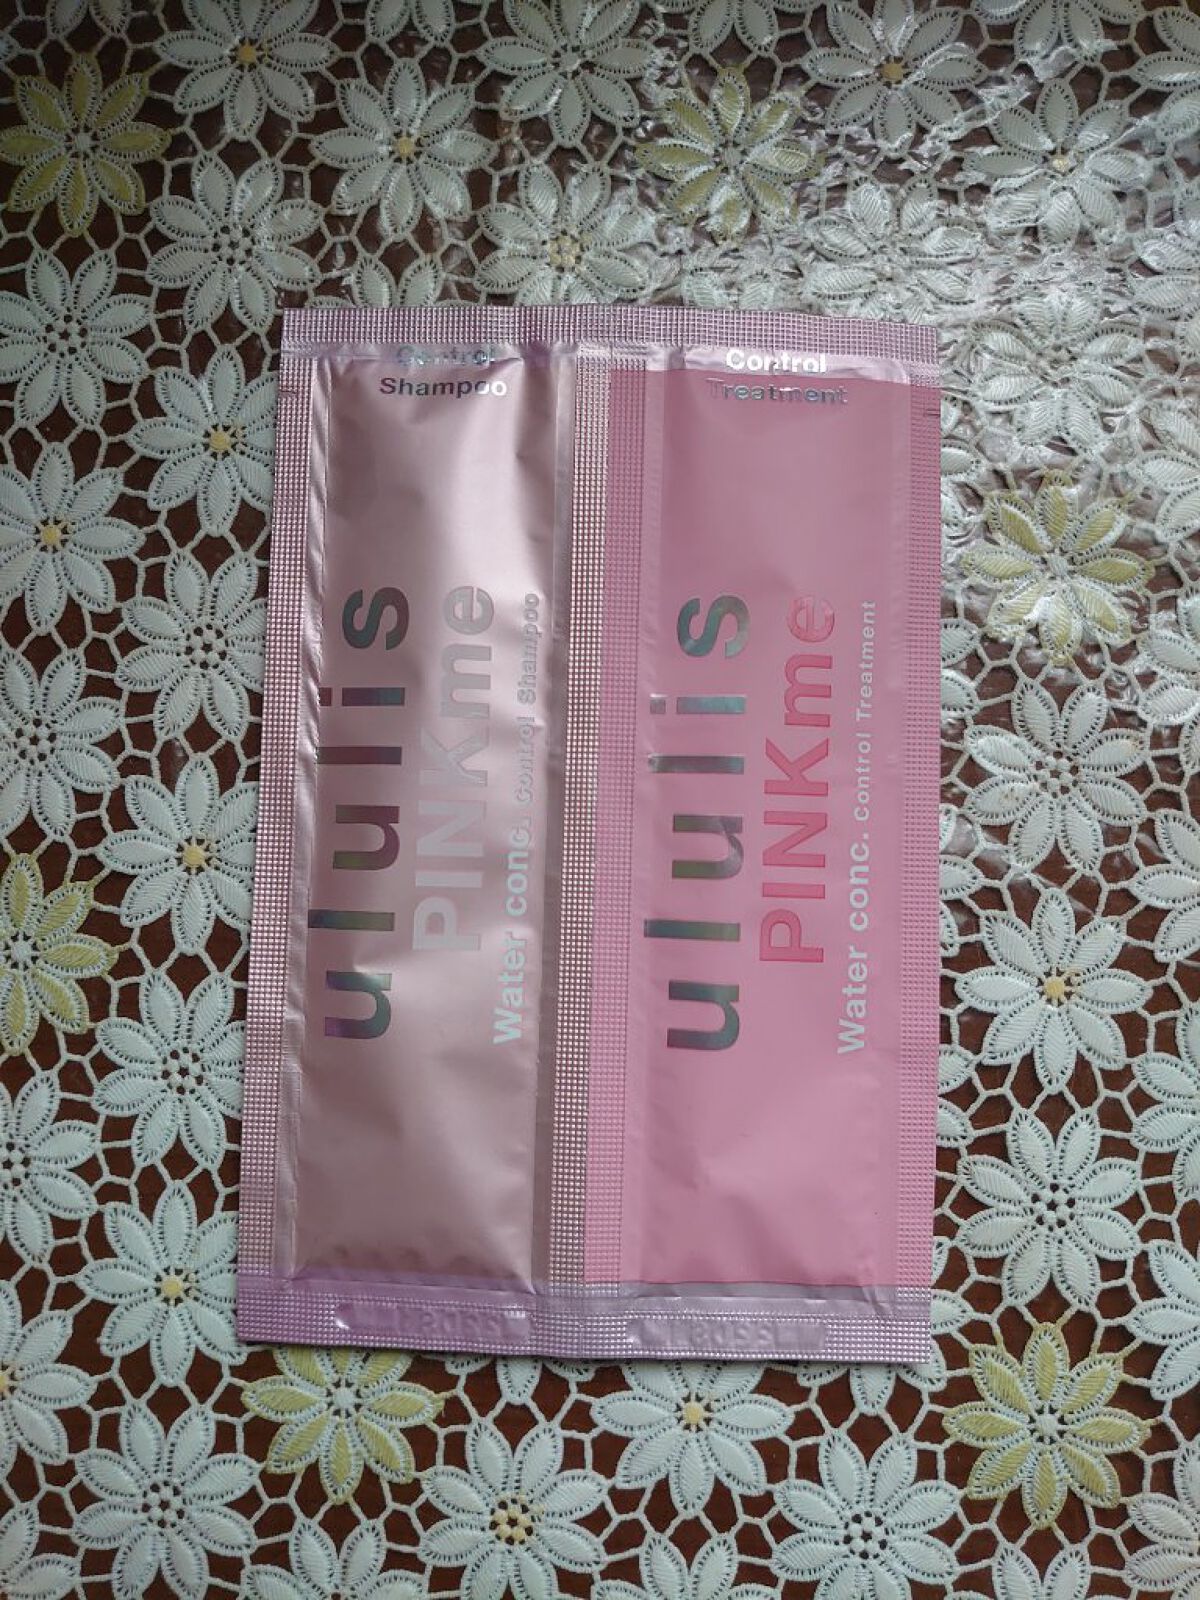 Control
Shampoo
ululis
PINKme
Water conc. Control Shampoo
Control
Treatment
ululis
PINKme
Water conc. Control Treatment